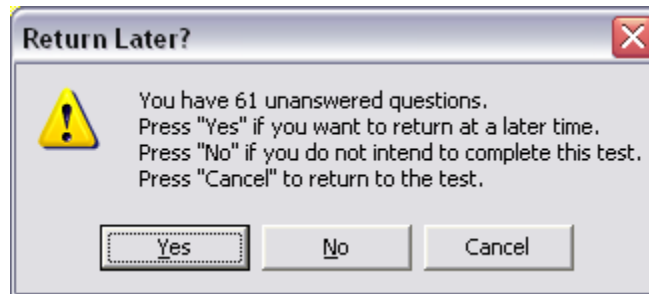 Return Later?
You have 61 unanswered questions.
Press "Yes" if you want to return at a later time.
Press "No" if you do not intend to complete this test.
Press "Cancel" to return to the test.
Yes No Cancel